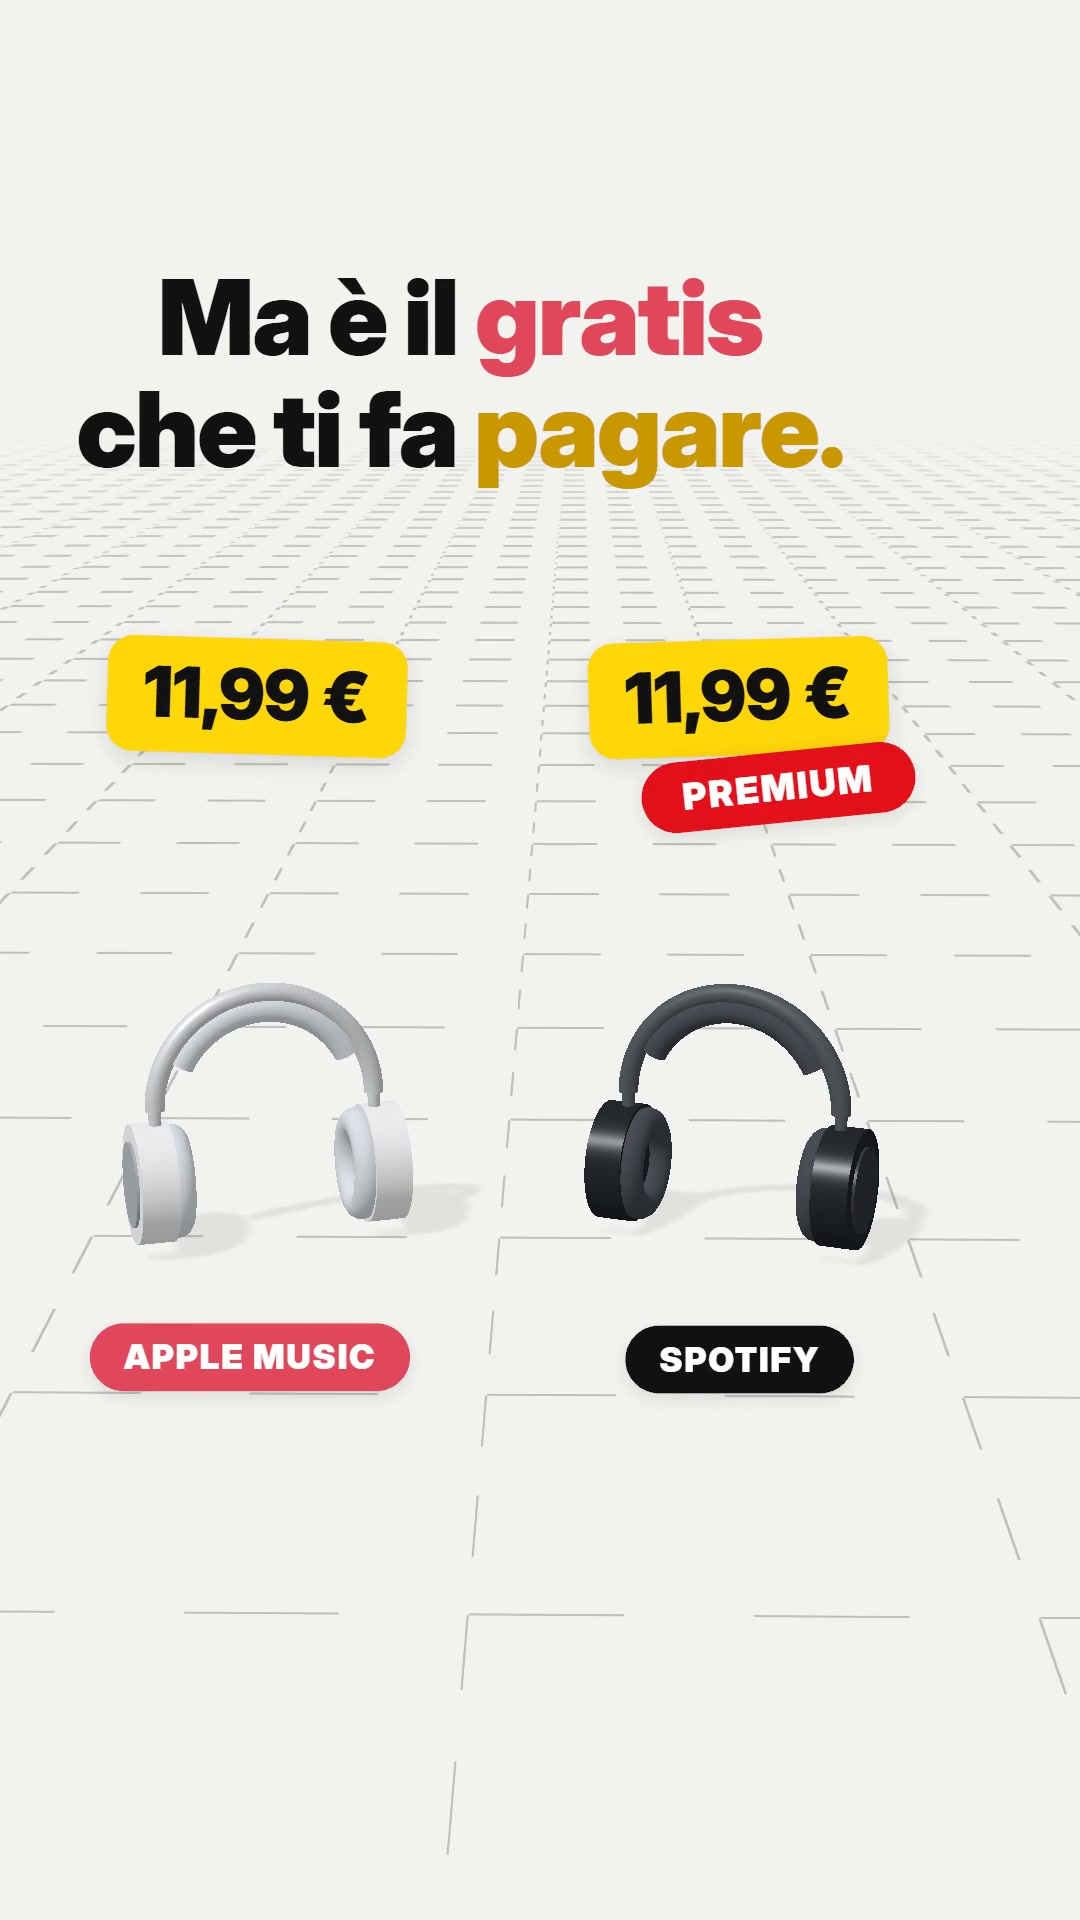 Ma è il gratis
che ti fa pagare.
11,99 €
11,99 €
PREMIUM
APPLE MUSIC
SPOTIFY